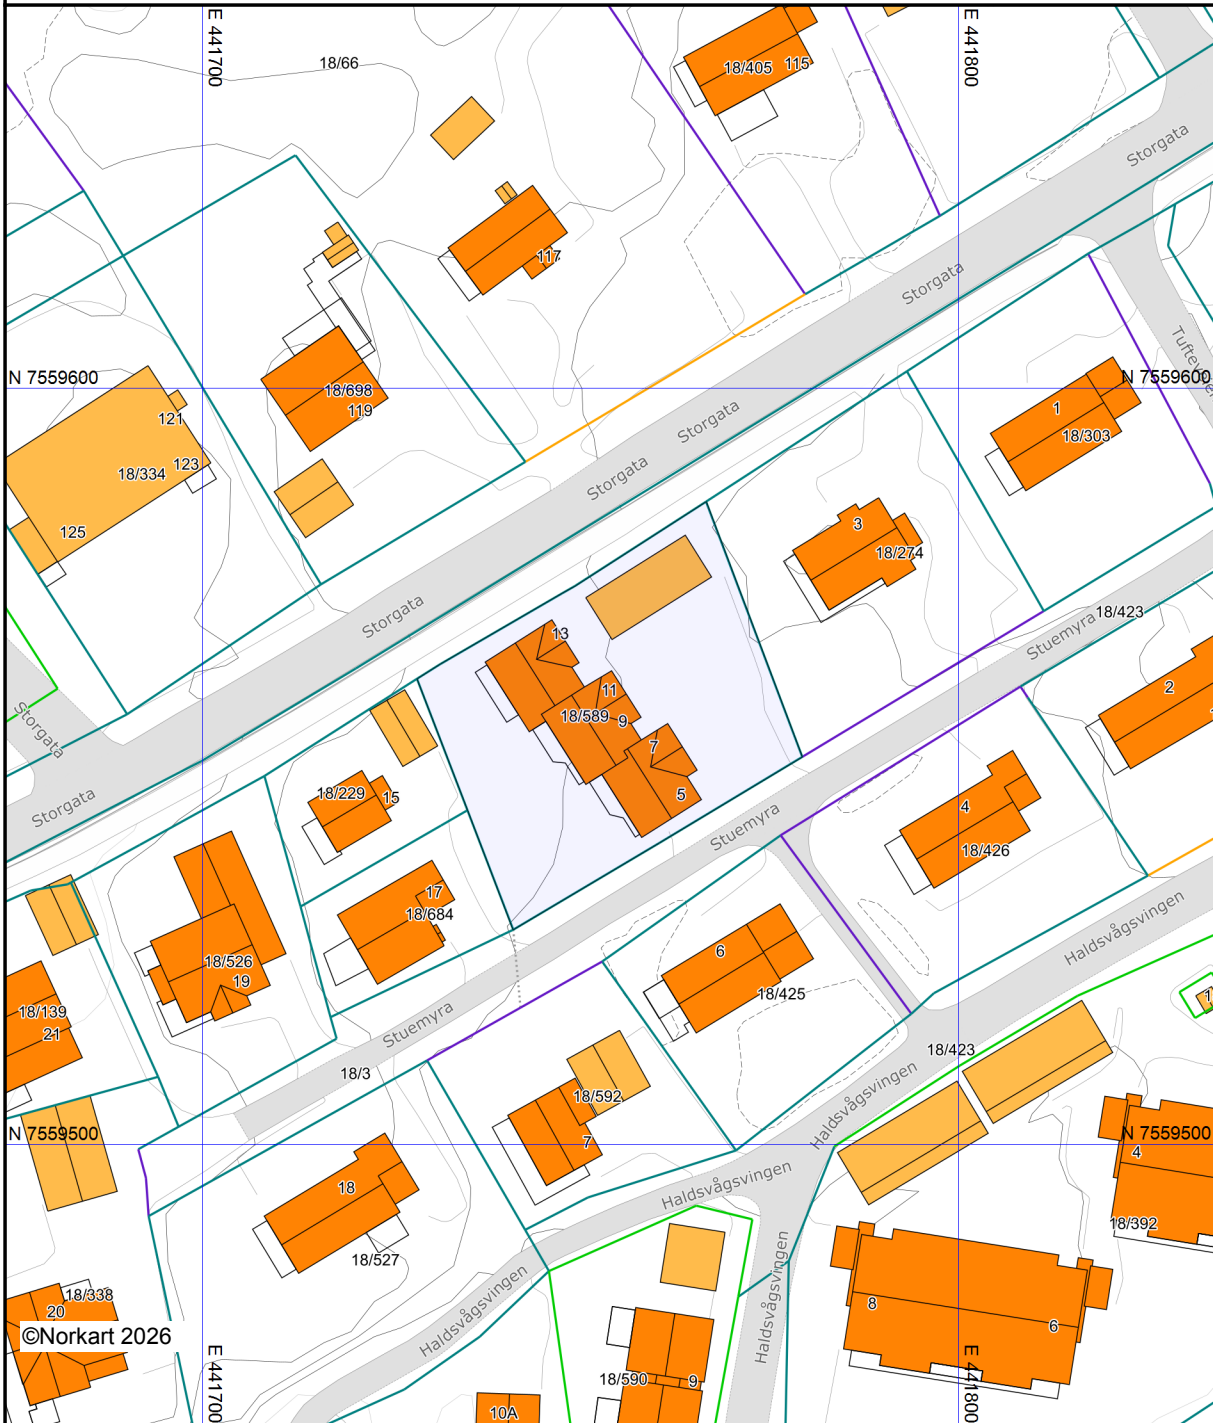 E 441700
E 441800
18/66
18/405
115
Storgata
117
Storgata
Tufteveien
N 7559600
N 7559600
18/698
119
121
1
Storgata
18/303
123
18/334
Storgata
125
3
18/274
Storgata
18/423
13
Stuemyra
11
2
18/589
9
Storgata
7
18/229
15
5
Storgata
4
Stuemyra
18/426
17
18/684
Haldsvågsvingen
6
18/526
19
18/425
18/139
21
Stuemyra
18/423
18/3
18/592
Haldsvågsvingen
N 7559500
N 7559500
7
4
18
Haldsvågsvingen
18/392
18/527
Haldsvågsvingen
18/338
20
8
Haldsvågsvingen
6
©Norkart 2026
E 441700
E 441800
18/590
9
10A